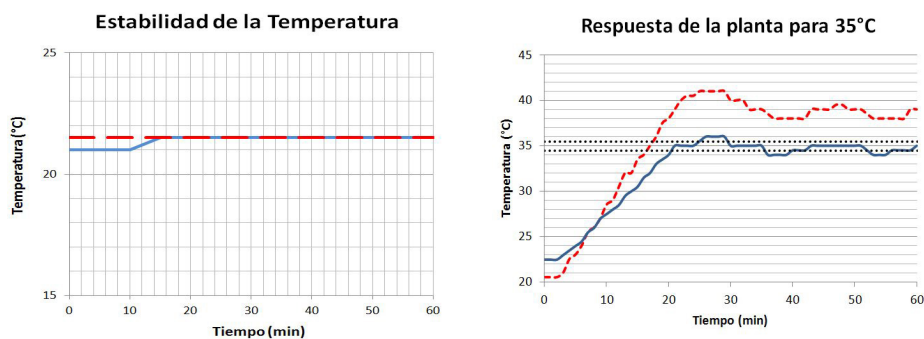 Estabilidad de la Temperatura
25
20
15
Temperatura (°C)
0 10 20 30 40 50 60
Tiempo (min)
Respuesta de la planta para 35°C
45
40
35
30
25
20
Temperatura (°C)
0 10 20 30 40 50 60
Tiempo (min)